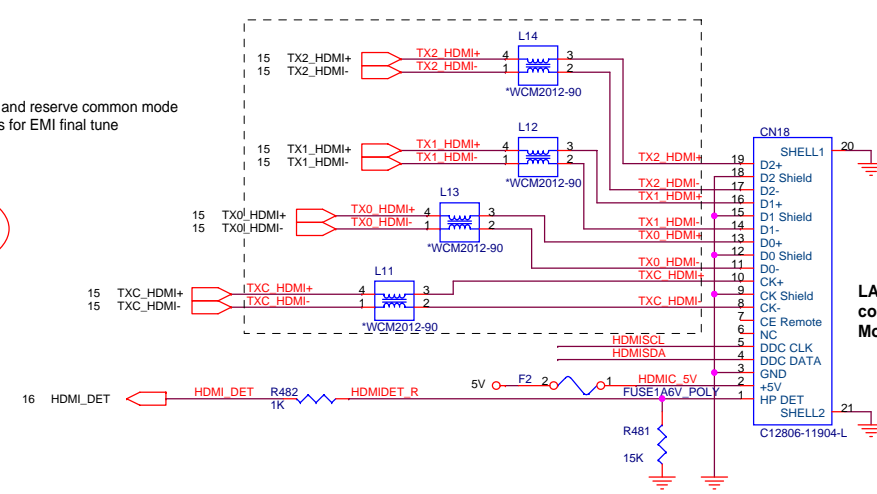 L14
15 TX2_HDMI+ TX2_HDMI+ 4 3
15 TX2_HDMI- TX2_HDMI- 1 2
*WCM2012-90
and reserve common mode
s for EMI final tune
L12
15 TX1_HDMI+ TX1_HDMI+ 4 3
15 TX1_HDMI- TX1_HDMI- 1 2
*WCM2012-90
L13
15 TX0_HDMI+ TX0_HDMI+ 4 3
15 TX0_HDMI- TX0_HDMI- 1 2
*WCM2012-90
L11
15 TXC_HDMI+ TXC_HDMI+ 4 3
15 TXC_HDMI- TXC_HDMI- 1 2
*WCM2012-90
CN18
SHELL1 20
TX2_HDMI+ 19 D2+
18 D2 Shield
TX2_HDMI- 17 D2-
TX1_HDMI+ 16 D1+
15 D1 Shield
TX1_HDMI- 14 D1-
TX0_HDMI+ 13 D0+
12 D0 Shield
TX0_HDMI- 11 D0-
TXC_HDMI+ 10 CK+
9 CK Shield
TXC_HDMI- 8 CK-
7 CE Remote
6 NC
HDMISCL 5 DDC CLK
HDMISDA 4 DDC DATA
3 GND
5V F2 2 1 HDMIC_5V 2 +5V
FUSE1A6V_POLY 1 HP DET
SHELL2 21
C12806-11904-L
LA
co
Mo
16 HDMI_DET HDMI_DET R482 HDMIDET_R
1K
R481
15K